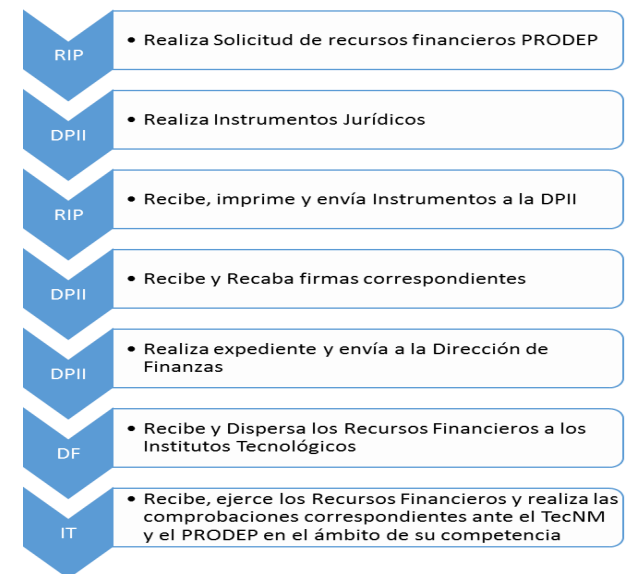 RIP
• Realiza Solicitud de recursos financieros PRODEP
DPII
• Realiza Instrumentos Jurídicos
RIP
• Recibe, imprime y envía Instrumentos a la DPII
DPII
• Recibe y Recaba firmas correspondientes
DPII
• Realiza expediente y envía a la Dirección de
Finanzas
DF
• Recibe y Dispersa los Recursos Financieros a los
Institutos Tecnológicos
IT
• Recibe, ejerce los Recursos Financieros y realiza las
comprobaciones correspondientes ante el TecNM
y el PRODEP en el ámbito de su competencia